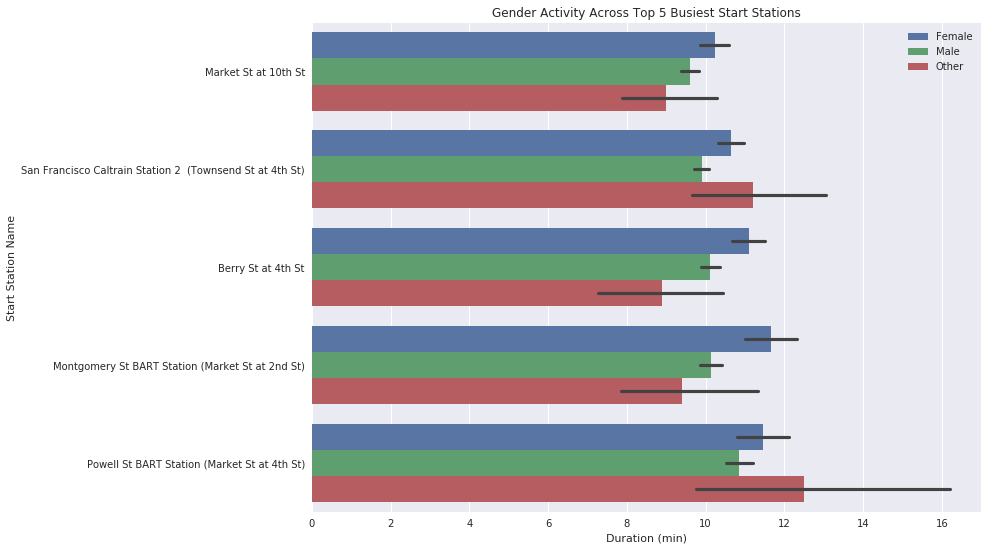 Gender Activity Across Top 5 Busiest Start Stations
Female
Male
Other
Start Station Name
Market St at 10th St
San Francisco Caltrain Station 2  (Townsend St at 4th St)
Berry St at 4th St
Montgomery St BART Station (Market St at 2nd St)
Powell St BART Station (Market St at 4th St)
0 2 4 6 8 10 12 14 16
Duration (min)